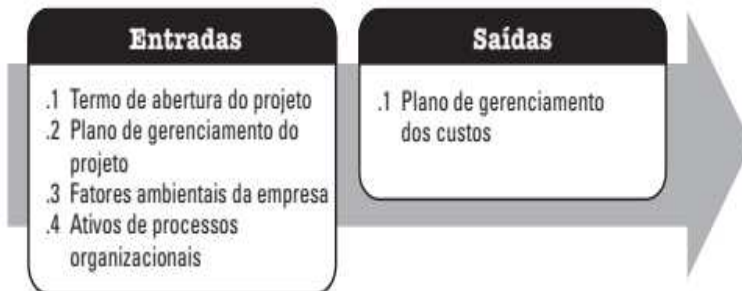 Entradas
.1 Termo de abertura do projeto
.2 Plano de gerenciamento do
projeto
.3 Fatores ambientais da empresa
.4 Ativos de processos
organizacionais
Saídas
.1 Plano de gerenciamento
dos custos